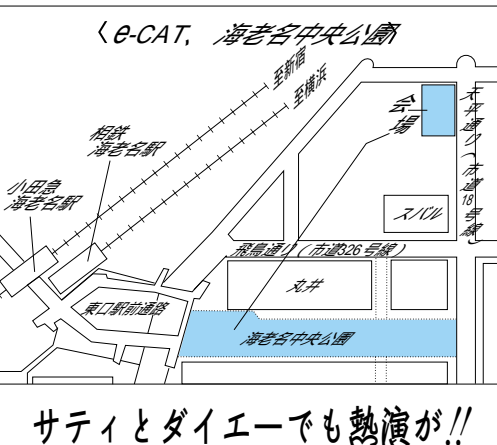 〈e-CAT, 海老名中央公園
至新宿
至横浜
会場
天平通り(市道18号線)
相鉄
海老名駅
小田急
海老名駅
スバル
飛鳥通り(市道326号線)
丸井
東口駅前通路
海老名中央公園
サティとダイエーでも熱演が!!